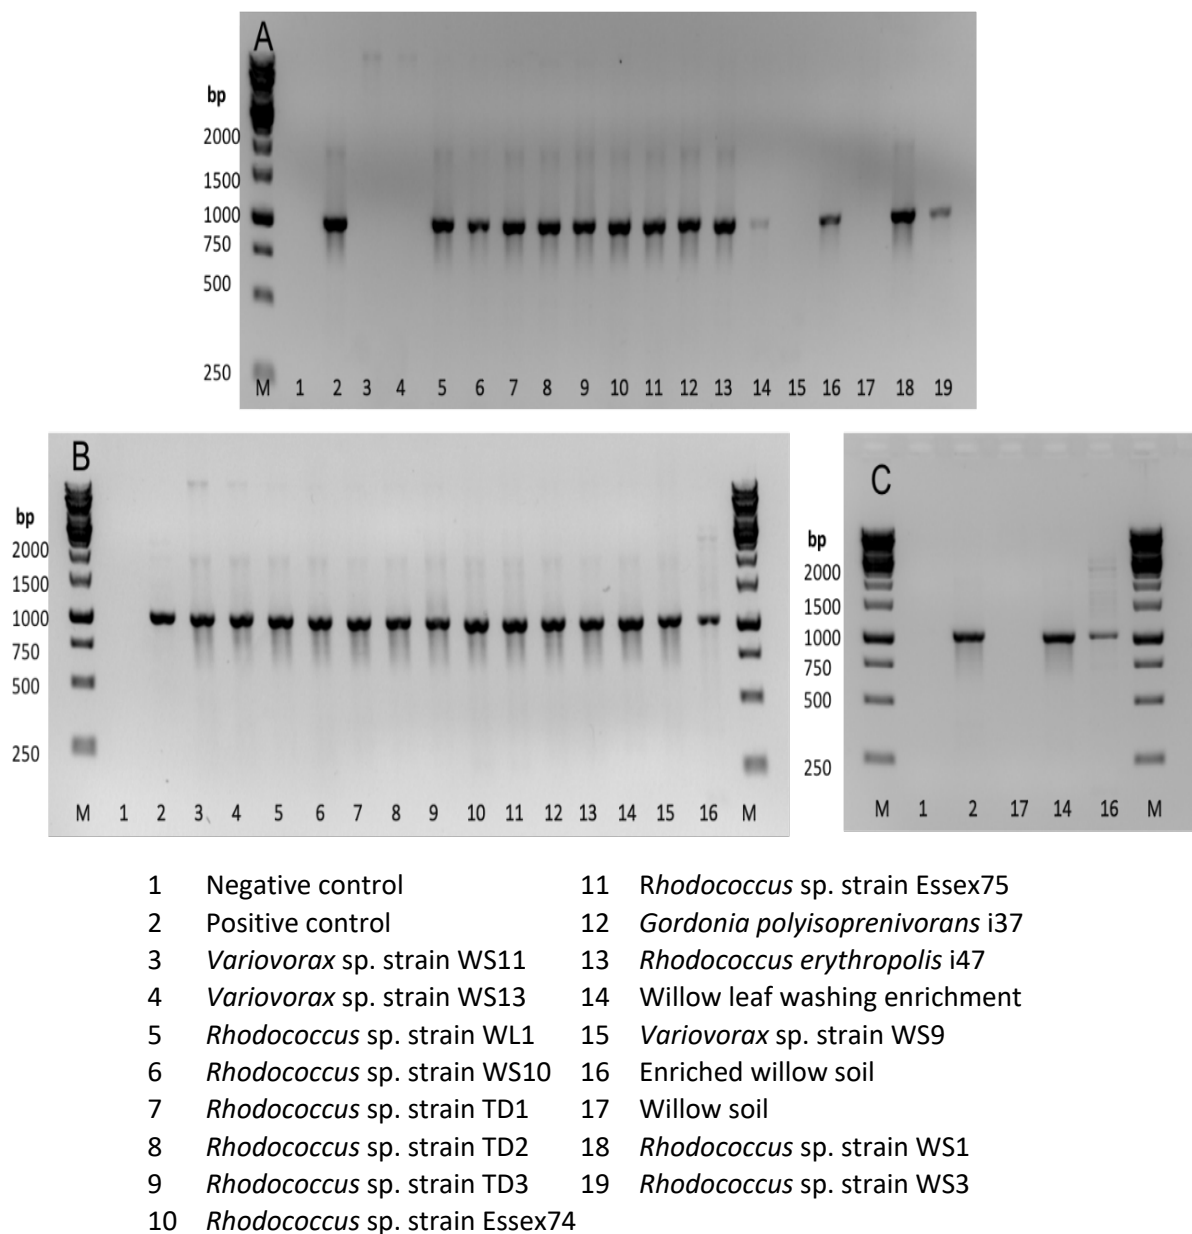 A
bp
2000
1500
1000
750
500
250
M 1 2 3 4 5 6 7 8 9 10 11 12 13 14 15 16 17 18 19
B
bp
2000
1500
1000
750
500
250
M 1 2 3 4 5 6 7 8 9 10 11 12 13 14 15 16 M
C
bp
2000
1500
1000
750
500
250
M 1 2 17 14 16 M
1 Negative control
2 Positive control
3 Variovorax sp. strain WS11
4 Variovorax sp. strain WS13
5 Rhodococcus sp. strain WL1
6 Rhodococcus sp. strain WS10
7 Rhodococcus sp. strain TD1
8 Rhodococcus sp. strain TD2
9 Rhodococcus sp. strain TD3
10 Rhodococcus sp. strain Essex74
11 Rhodococcus sp. strain Essex75
12 Gordonia polyisoprenivorans i37
13 Rhodococcus erythropolis i47
14 Willow leaf washing enrichment
15 Variovorax sp. strain WS9
16 Enriched willow soil
17 Willow soil
18 Rhodococcus sp. strain WS1
19 Rhodococcus sp. strain WS3